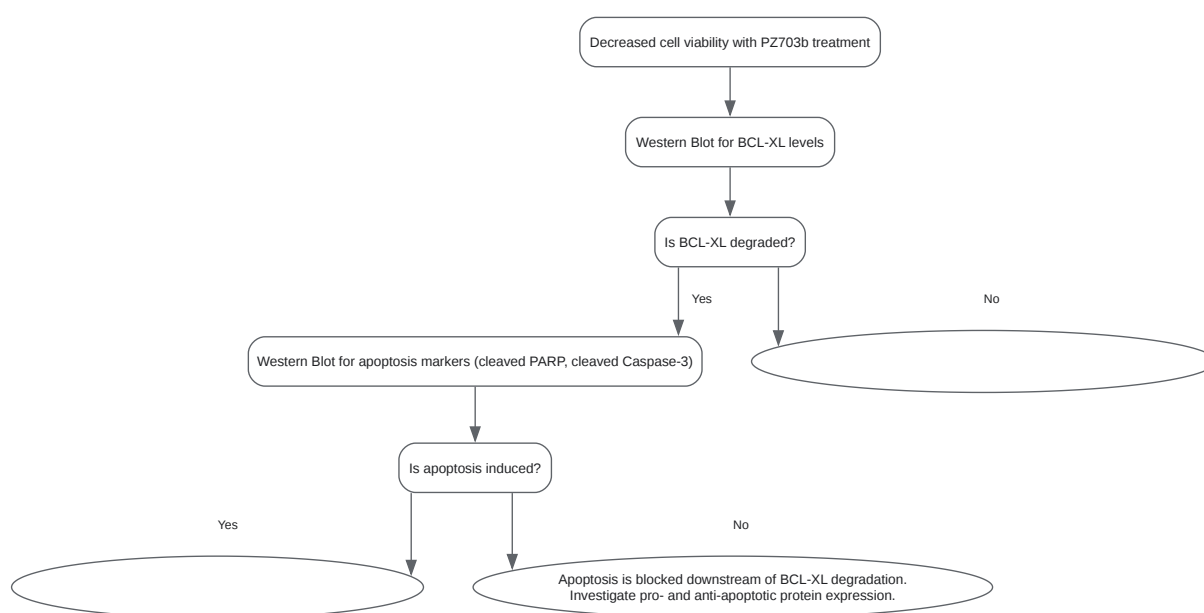 Decreased cell viability with PZ703b treatment
Western Blot for BCL-XL levels
Is BCL-XL degraded?
Yes
No
Western Blot for apoptosis markers (cleaved PARP, cleaved Caspase-3)
Is apoptosis induced?
Yes
No
Apoptosis is blocked downstream of BCL-XL degradation.
Investigate pro- and anti-apoptotic protein expression.